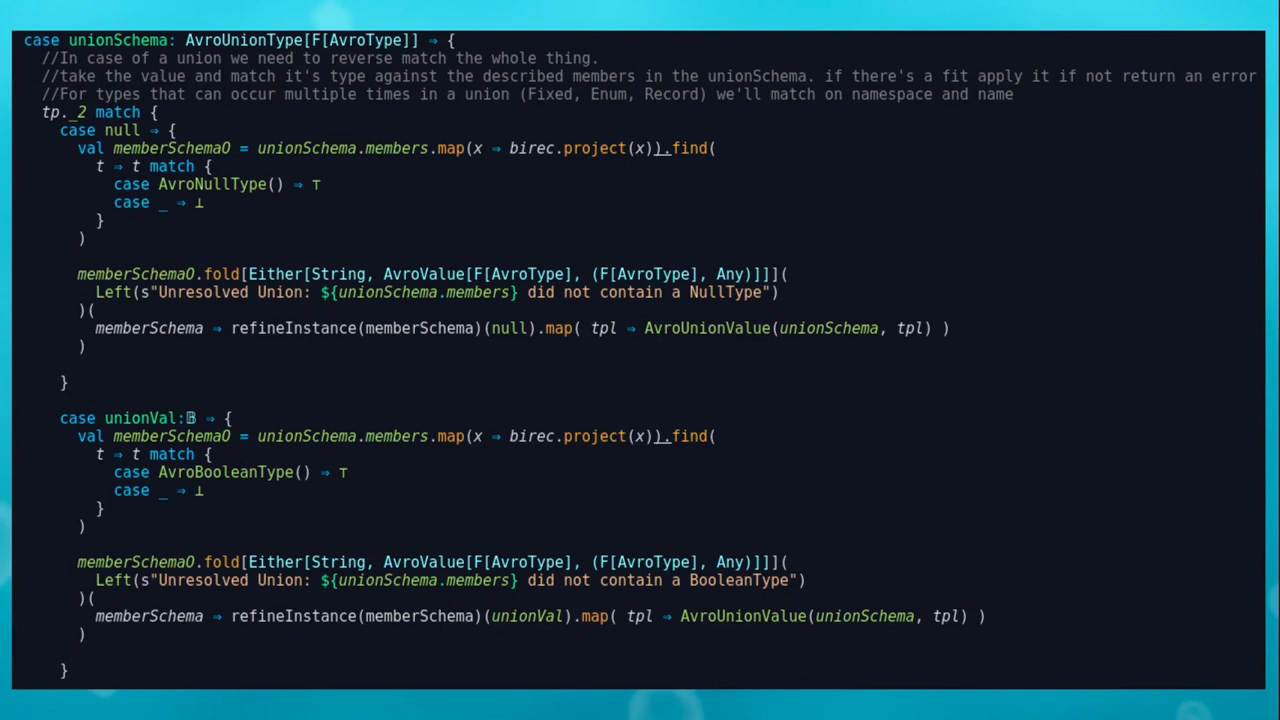 case unionSchema: AvroUnionType[F[AvroType]] ⇒ {
//In case of a union we need to reverse match the whole thing.
//take the value and match it's type against the described members in the unionSchema. if there's a fit apply it if not return an error
//For types that can occur multiple times in a union (Fixed, Enum, Record) we'll match on namespace and name
tp._2 match {
case null ⇒ {
val memberSchemaO = unionSchema.members.map(x ⇒ birec.project(x)).find(
t ⇒ t match {
case AvroNullType() ⇒ ⊤
case _ ⇒ ⊥
}
)
memberSchemaO.fold[Either[String, AvroValue[F[AvroType], (F[AvroType], Any)]]](
Left(s"Unresolved Union: ${unionSchema.members} did not contain a NullType")
)(
memberSchema ⇒ refineInstance(memberSchema)(null).map( tpl ⇒ AvroUnionValue(unionSchema, tpl) )
)
}
case unionVal:𝔹 ⇒ {
val memberSchemaO = unionSchema.members.map(x ⇒ birec.project(x)).find(
t ⇒ t match {
case AvroBooleanType() ⇒ ⊤
case _ ⇒ ⊥
}
)
memberSchemaO.fold[Either[String, AvroValue[F[AvroType], (F[AvroType], Any)]]](
Left(s"Unresolved Union: ${unionSchema.members} did not contain a BooleanType")
)(
memberSchema ⇒ refineInstance(memberSchema)(unionVal).map( tpl ⇒ AvroUnionValue(unionSchema, tpl) )
)
}